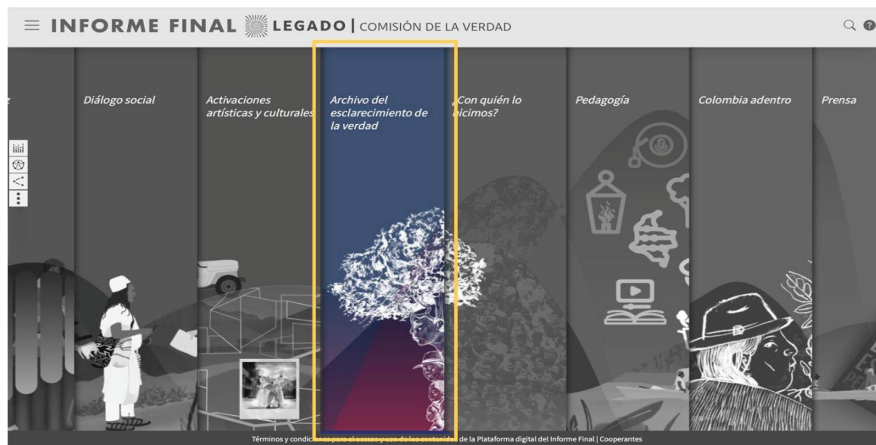 INFORME FINAL LEGADO | COMISIÓN DE LA VERDAD
z
Diálogo social
Activaciones
artísticas y culturales
Archivo del
esclarecimiento de
la verdad
¿Con quién lo
hicimos?
Pedagogía
Colombia adentro
Prensa
Términos y condiciones para el acceso y uso de los contenidos de la Plataforma digital del Informe Final | Cooperantes